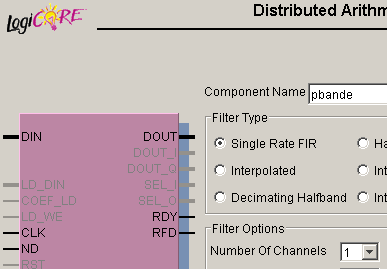 LogiCORE
Distributed Arithm
Component Name pbande
Filter Type
Single Rate FIR Ha
Interpolated Int
Decimating Halfband Int
Filter Options
Number Of Channels 1
DIN DOUT
DOUT_I
DOUT_Q
LD_DIN SEL_I
COEF_LD SEL_O
LD_WE RDY
CLK RFD
ND
RST